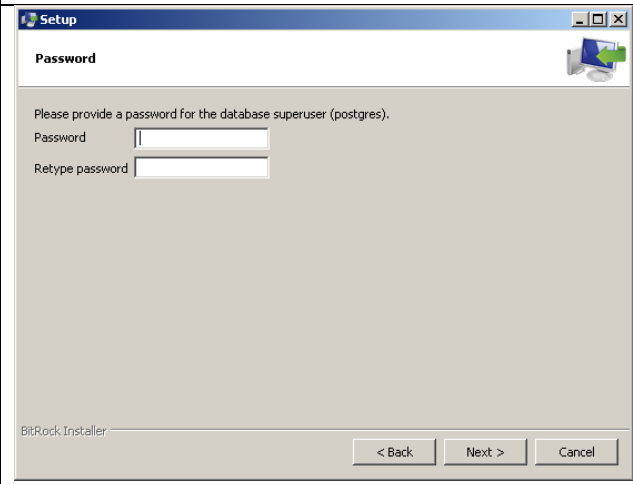 Setup
Password
Please provide a password for the database superuser (postgres).
Password
Retype password
BitRock Installer
< Back Next > Cancel